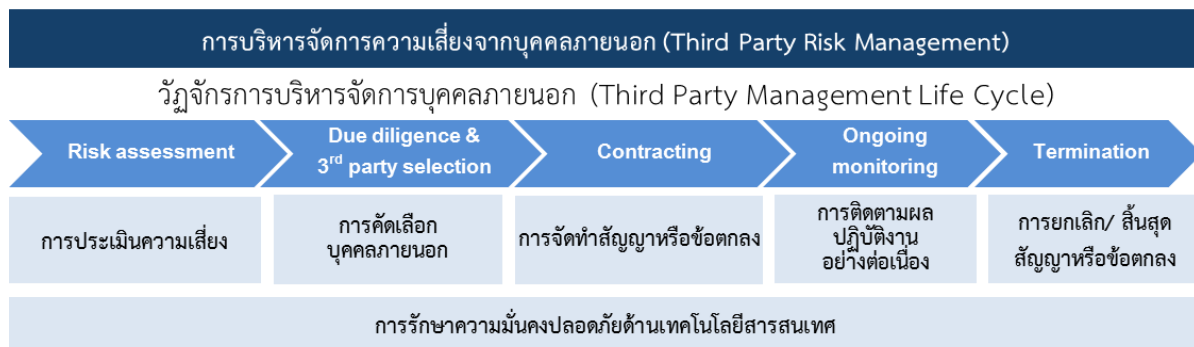 การบริหารจัดการความเสี่ยงจากบุคคลภายนอก (Third Party Risk Management)
วัฏจักรการบริหารจัดการบุคคลภายนอก (Third Party Management Life Cycle)
Risk assessment
Due diligence &
3rd party selection
Contracting
Ongoing
monitoring
Termination
การประเมินความเสี่ยง
การคัดเลือก
บุคคลภายนอก
การจัดทำสัญญาหรือข้อตกลง
การติดตามผล
ปฏิบัติงาน
อย่างต่อเนื่อง
การยกเลิก/ สิ้นสุด
สัญญาหรือข้อตกลง
การรักษาความมั่นคงปลอดภัยด้านเทคโนโลยีสารสนเทศ